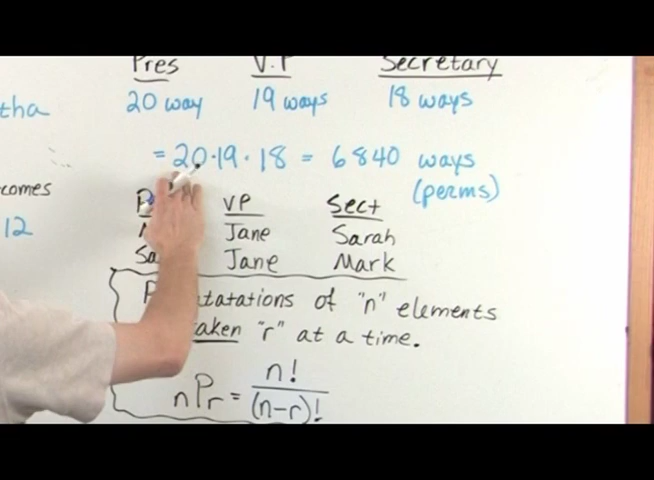 Pres V.P Secretary
20 way 19 ways 18 ways
tha
= 20·19·18 = 6840 ways
(perms)
comes
12
VP Sect
Jane Sarah
Sa Jane Mark
P tatations of "n" elements
taken "r" at a time.
nPr = n!
(n-r)!